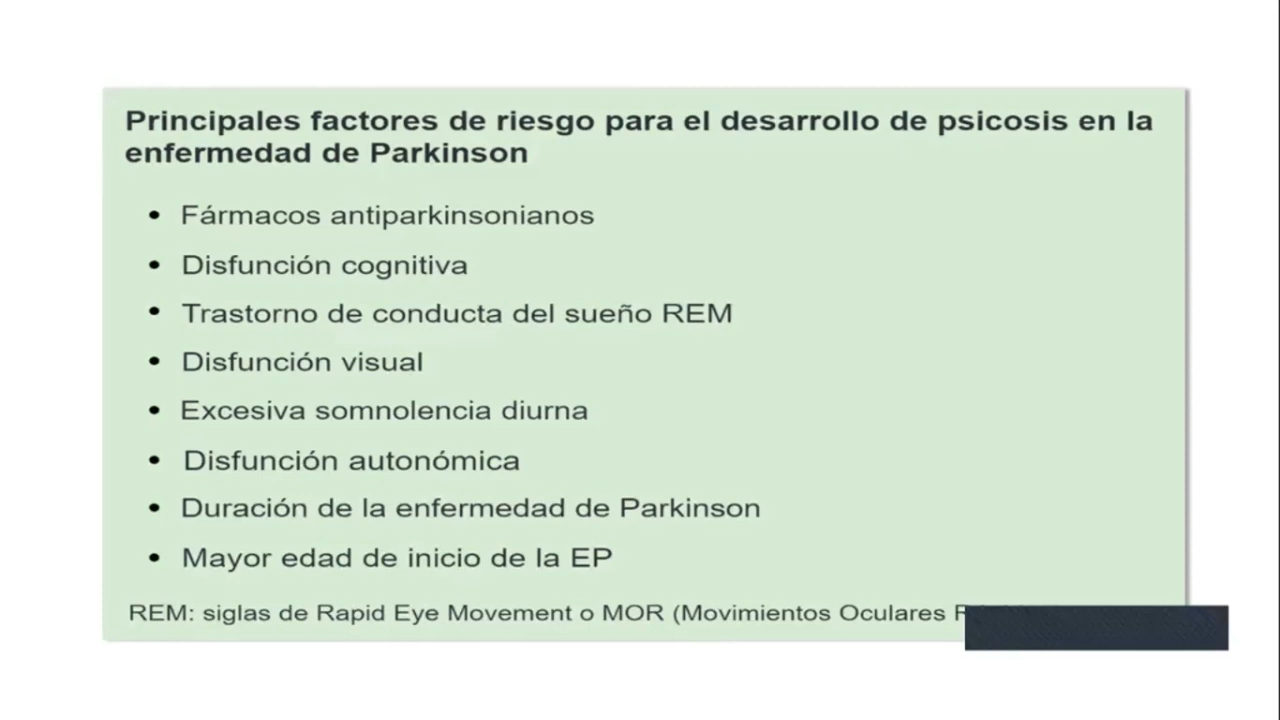 Principales factores de riesgo para el desarrollo de psicosis en la
enfermedad de Parkinson
• Fármacos antiparkinsonianos
• Disfunción cognitiva
• Trastorno de conducta del sueño REM
• Disfunción visual
• Excesiva somnolencia diurna
• Disfunción autonómica
• Duración de la enfermedad de Parkinson
• Mayor edad de inicio de la EP
REM: siglas de Rapid Eye Movement o MOR (Movimientos Oculares